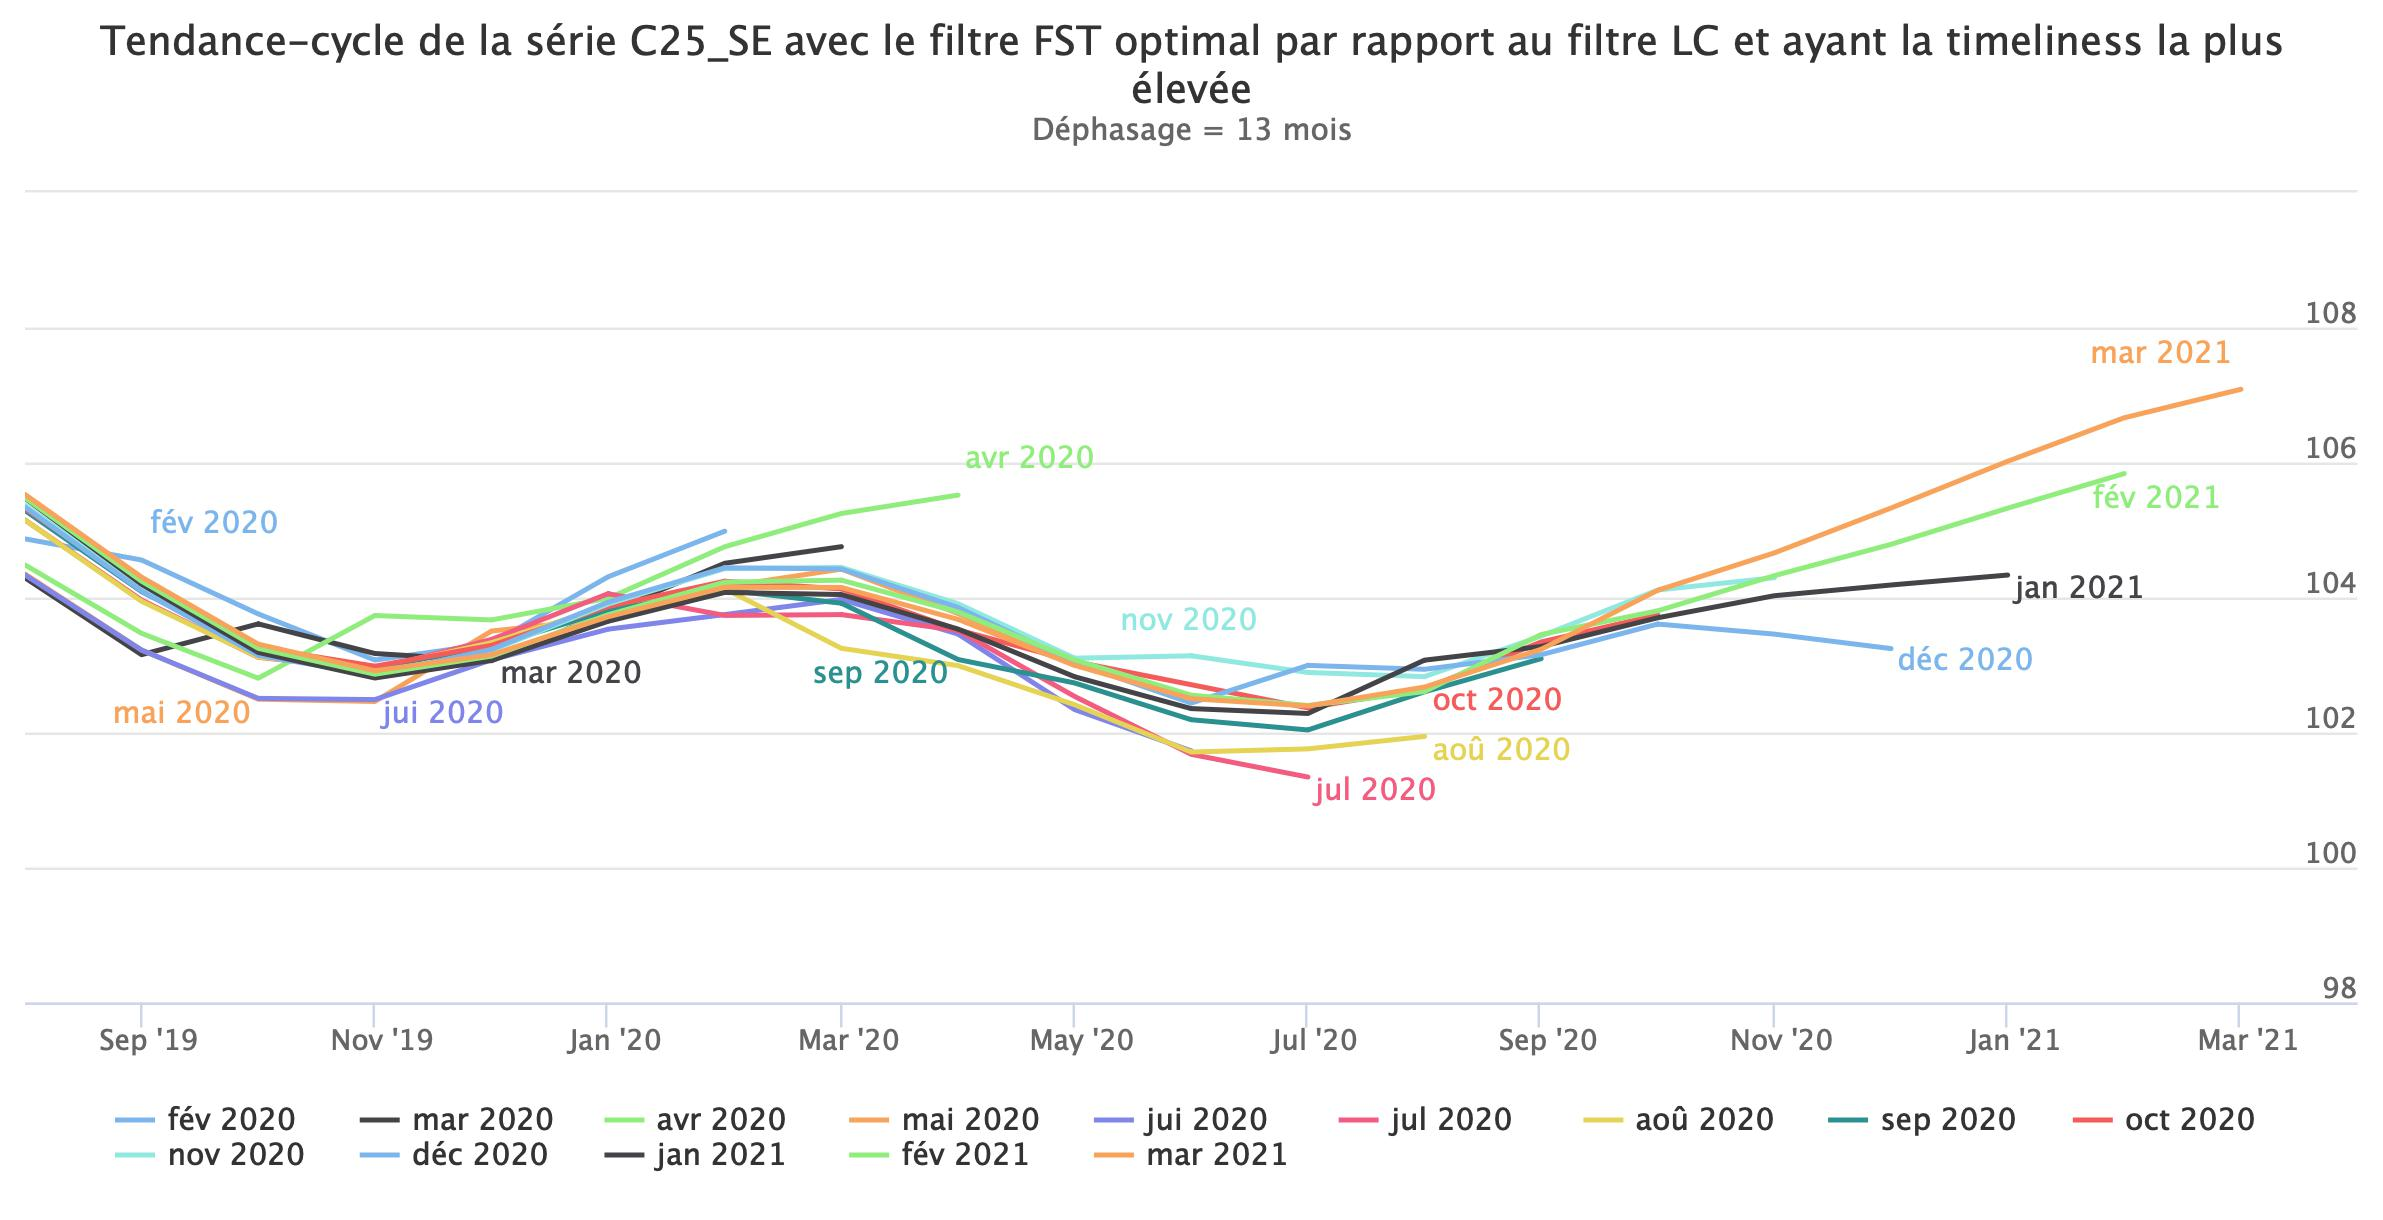 Tendance-cycle de la série C25_SE avec le filtre FST optimal par rapport au filtre LC et ayant la timeliness la plus
élevée
Déphasage = 13 mois
108
mar 2021
106
avr 2020
fév 2021
fév 2020
104
jan 2021
nov 2020
déc 2020
mar 2020
sep 2020
oct 2020
mai 2020
jui 2020
102
aoû 2020
jul 2020
100
98
Sep '19 Nov '19 Jan '20 Mar '20 May '20 Jul '20 Sep '20 Nov '20 Jan '21 Mar '21
fév 2020 mar 2020 avr 2020 mai 2020 jui 2020 jul 2020 aoû 2020 sep 2020 oct 2020
nov 2020 déc 2020 jan 2021 fév 2021 mar 2021